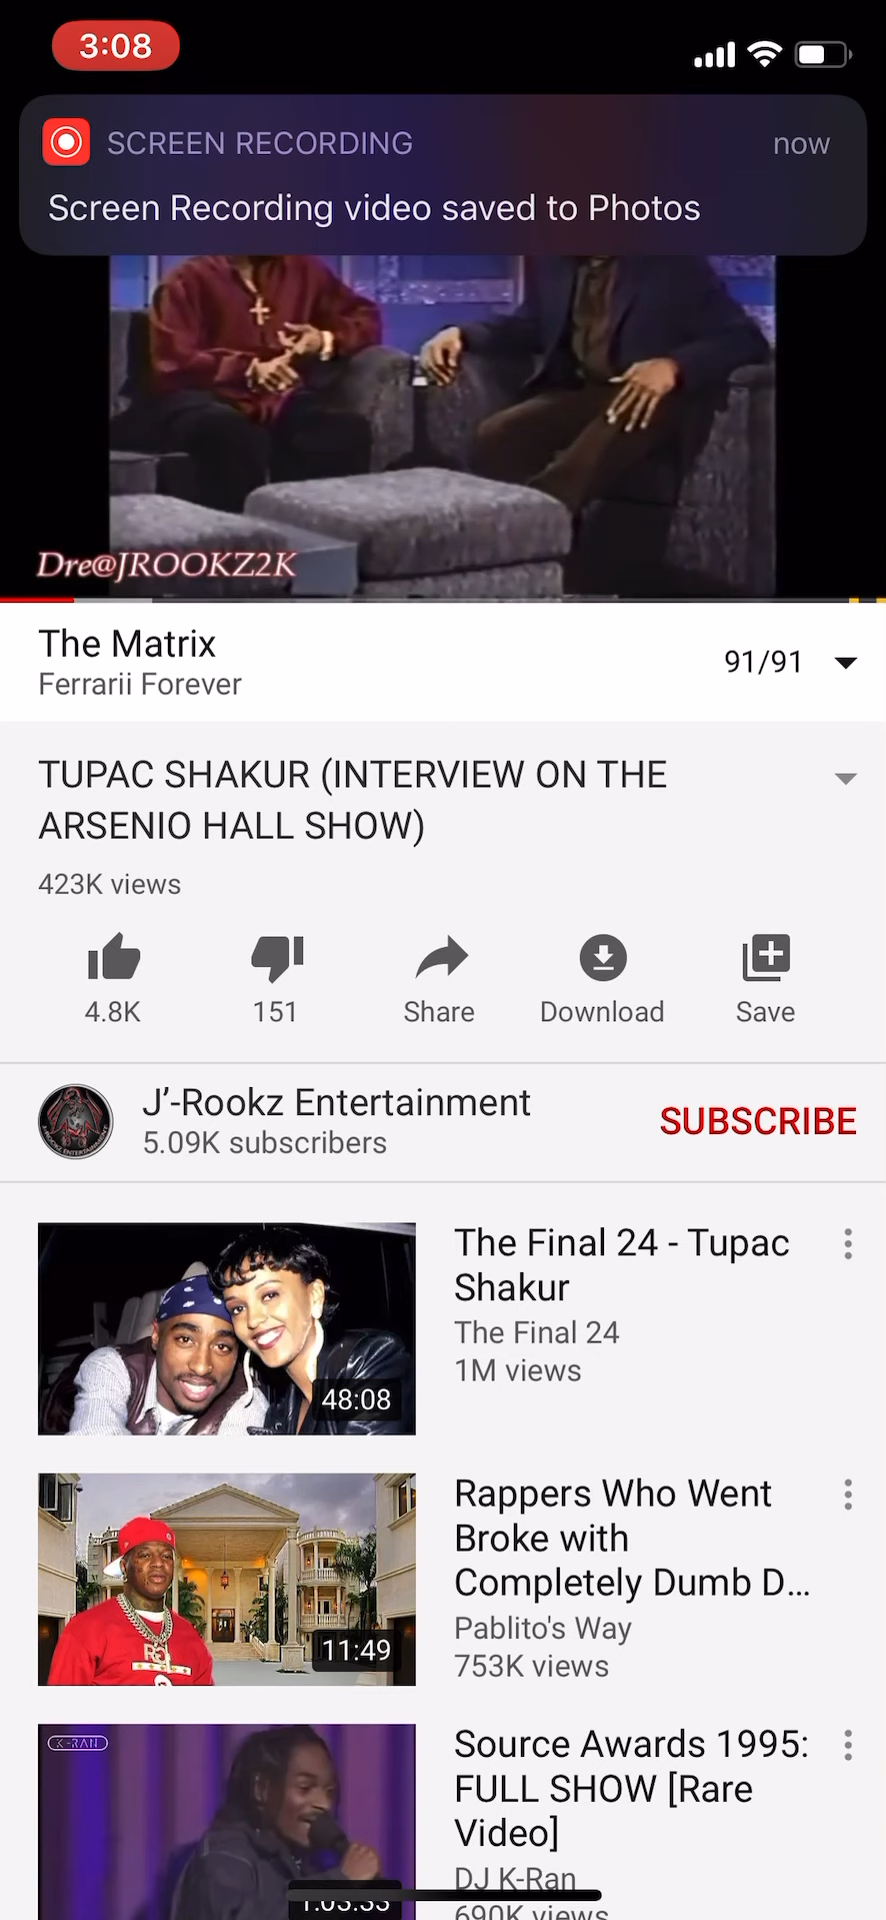 3:08
SCREEN RECORDING
now
Screen Recording video saved to Photos
Dre@JROOKZ2K
The Matrix
Ferrarii Forever
91/91
TUPAC SHAKUR (INTERVIEW ON THE
ARSENIO HALL SHOW)
423K views
4.8K
151
Share
Download
Save
J’-Rookz Entertainment
5.09K subscribers
SUBSCRIBE
48:08
The Final 24 - Tupac
Shakur
The Final 24
1M views
11:49
Rappers Who Went
Broke with
Completely Dumb D...
Pablito's Way
753K views
K-RAN
Source Awards 1995:
FULL SHOW [Rare
Video]
DJ K-Ran
690K views